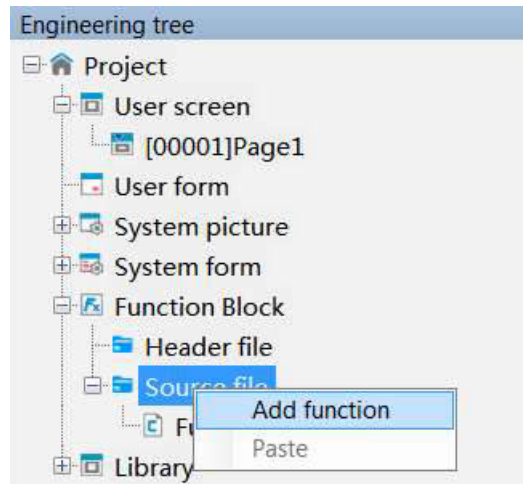 Engineering tree
Project
User screen
[00001]Page1
User form
System picture
System form
Function Block
Header file
Source file
Add function
Paste
Library